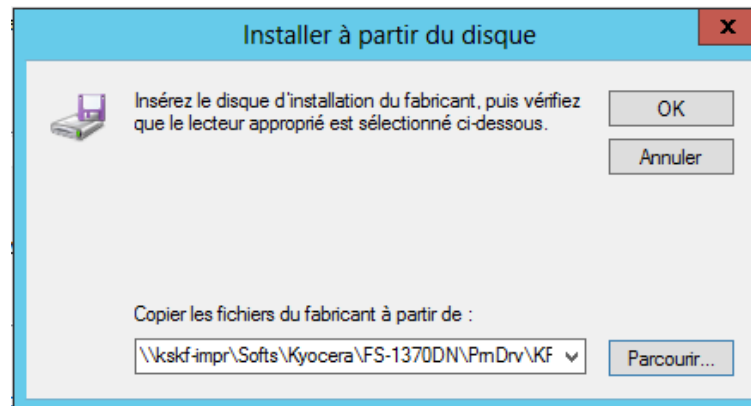 Installer à partir du disque
x
Insérez le disque d'installation du fabricant, puis vérifiez
que le lecteur approprié est sélectionné ci-dessous.
OK
Annuler
Copier les fichiers du fabricant à partir de :
\\kskf-impr\Softs\Kyocera\FS-1370DN\PrnDrv\KF
Parcourir...